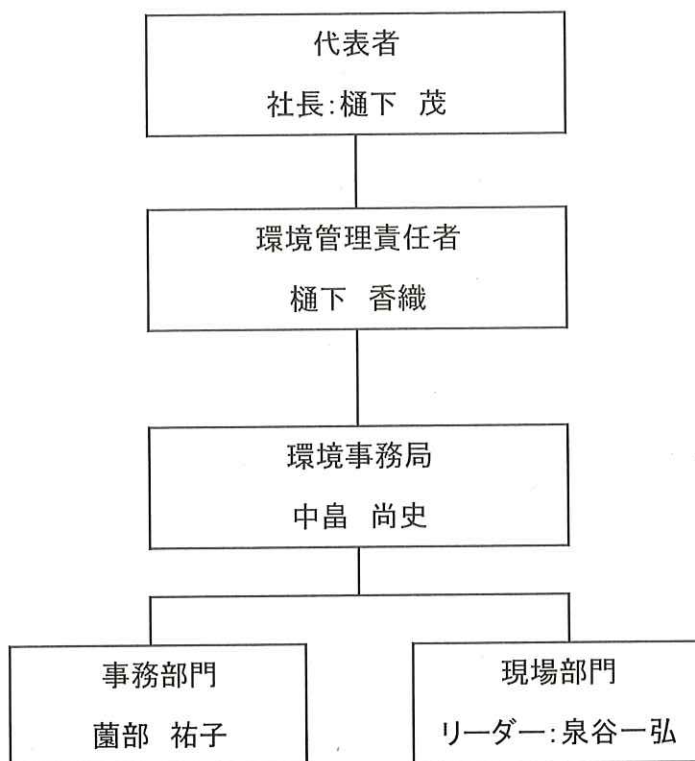 代表者
社長:樋下 茂
環境管理責任者
樋下 香織
環境事務局
中畠 尚史
事務部門
薗部 祐子
現場部門
リーダー:泉谷一弘